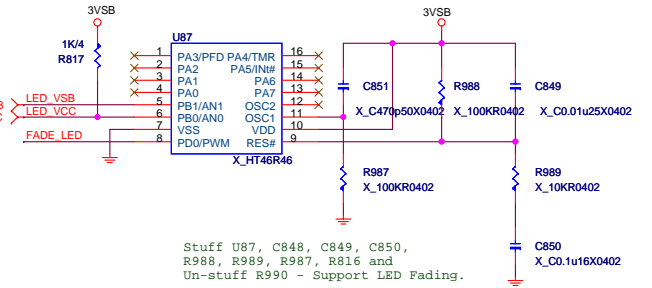 3VSB
3VSB
1K/4
R817
U87
1 PA3/PFD PA4/TMR 16
2 PA2 PA5/INt# 15
3 PA1 PA6 14
4 PA0 PA7 13
5 PB1/AN1 OSC2 12
6 PB0/AN0 OSC1 11
7 VSS VDD 10
8 PD0/PWM RES# 9
X_HT46R46
LED_VSB
LED_VCC
FADE_LED
C851
X_C470p50X0402
R988
X_100KR0402
C849
X_C0.01u25X0402
R987
X_100KR0402
R989
X_10KR0402
C850
X_C0.1u16X0402
Stuff U87, C848, C849, C850,
R988, R989, R987, R816 and
Un-stuff R990 - Support LED Fading.